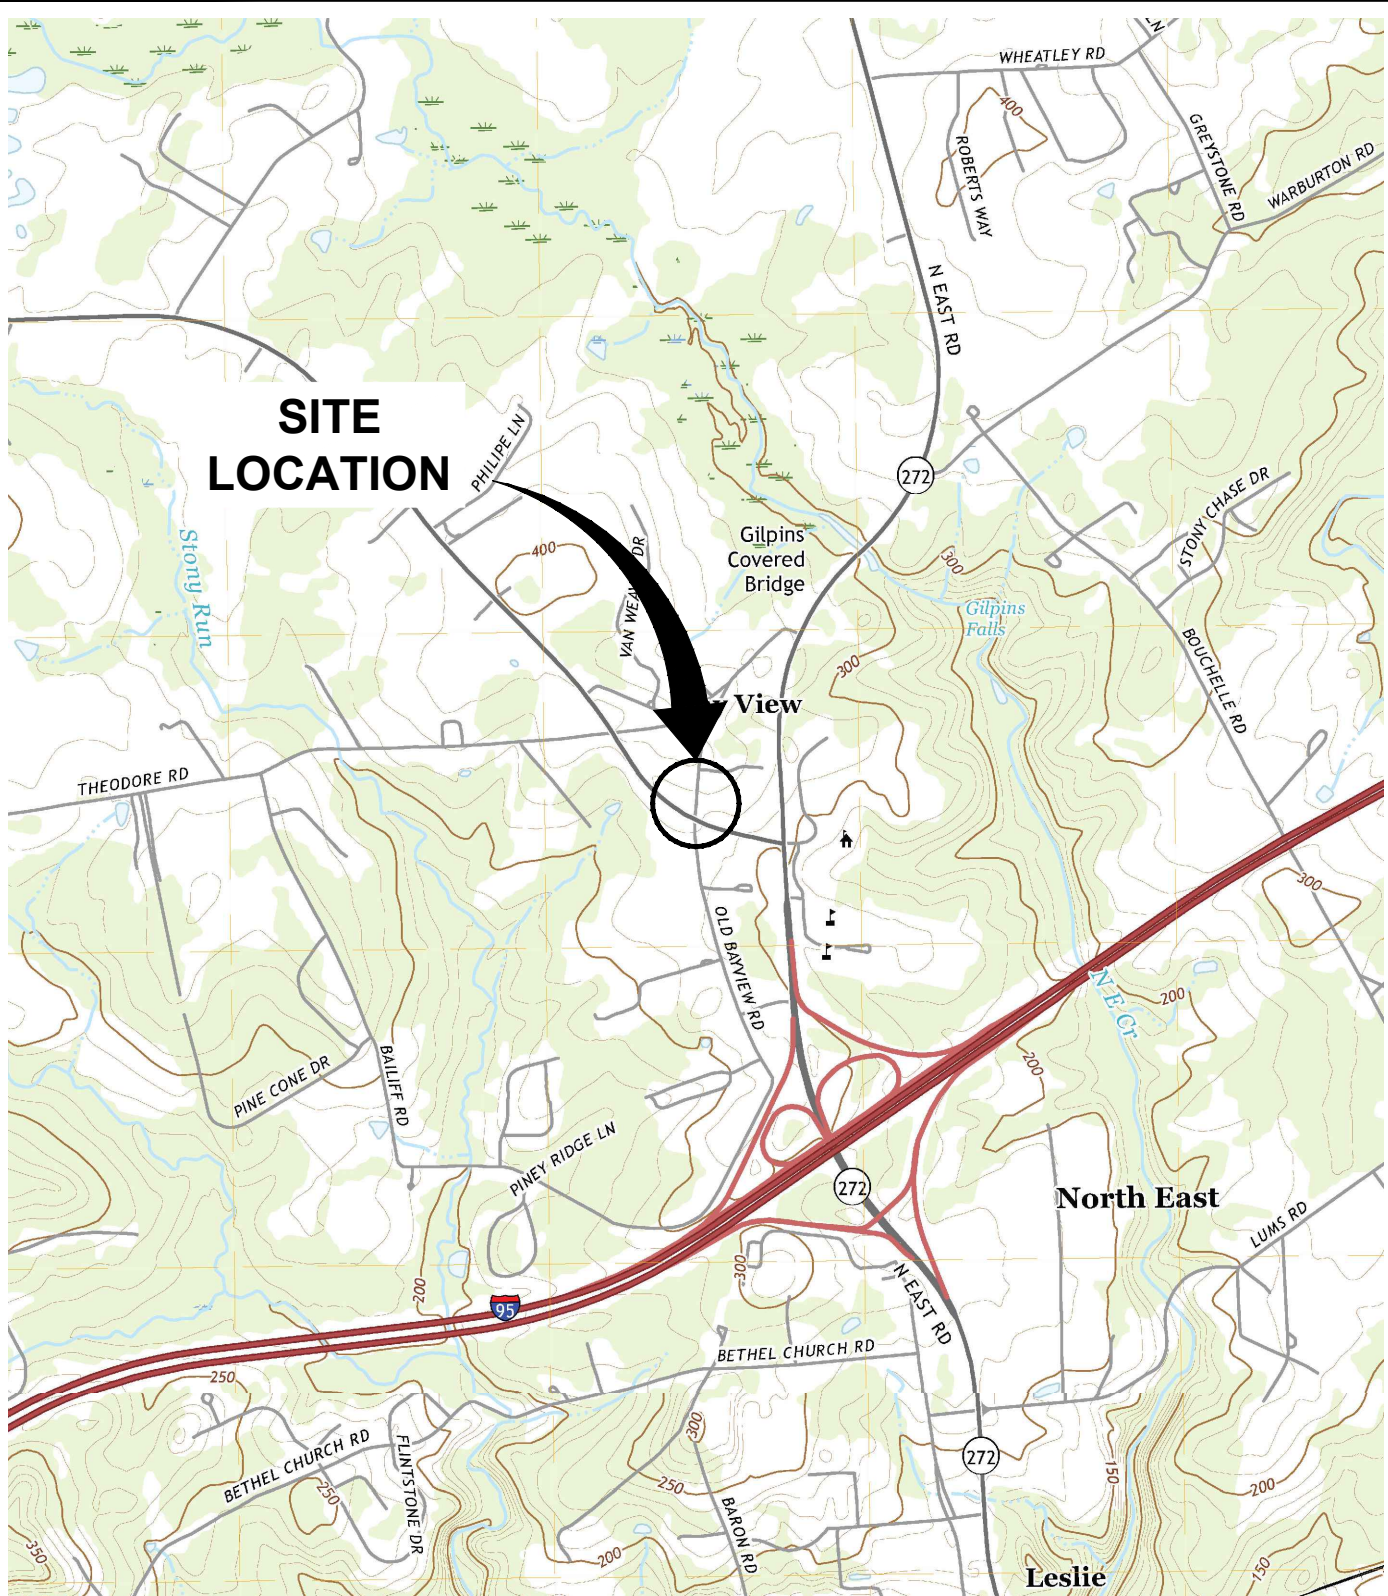 WHEATLEY RD
LN
400
GREYSTONE RD
ROBERTS WAY
WARBURTON RD
N EAST RD
SITE
LOCATION
PHILIPE LN
272
STONY CHASE DR
Stony Run
400
DR
Gilpins
Covered
Bridge
300
Gilpins
Falls
VAN WEA
300
BOUCHELLE RD
View
THEODORE RD
300
OLD BAYVIEW RD
N E Cr
200
200
PINE CONE DR
BAILIFF RD
PINEY RIDGE LN
272
North East
LUMS RD
300
200
N EAST RD
95
BETHEL CHURCH RD
250
300
BETHEL CHURCH RD
FLINTSTONE DR
272
250
250
150
200
BARON RD
350
200
150
Leslie